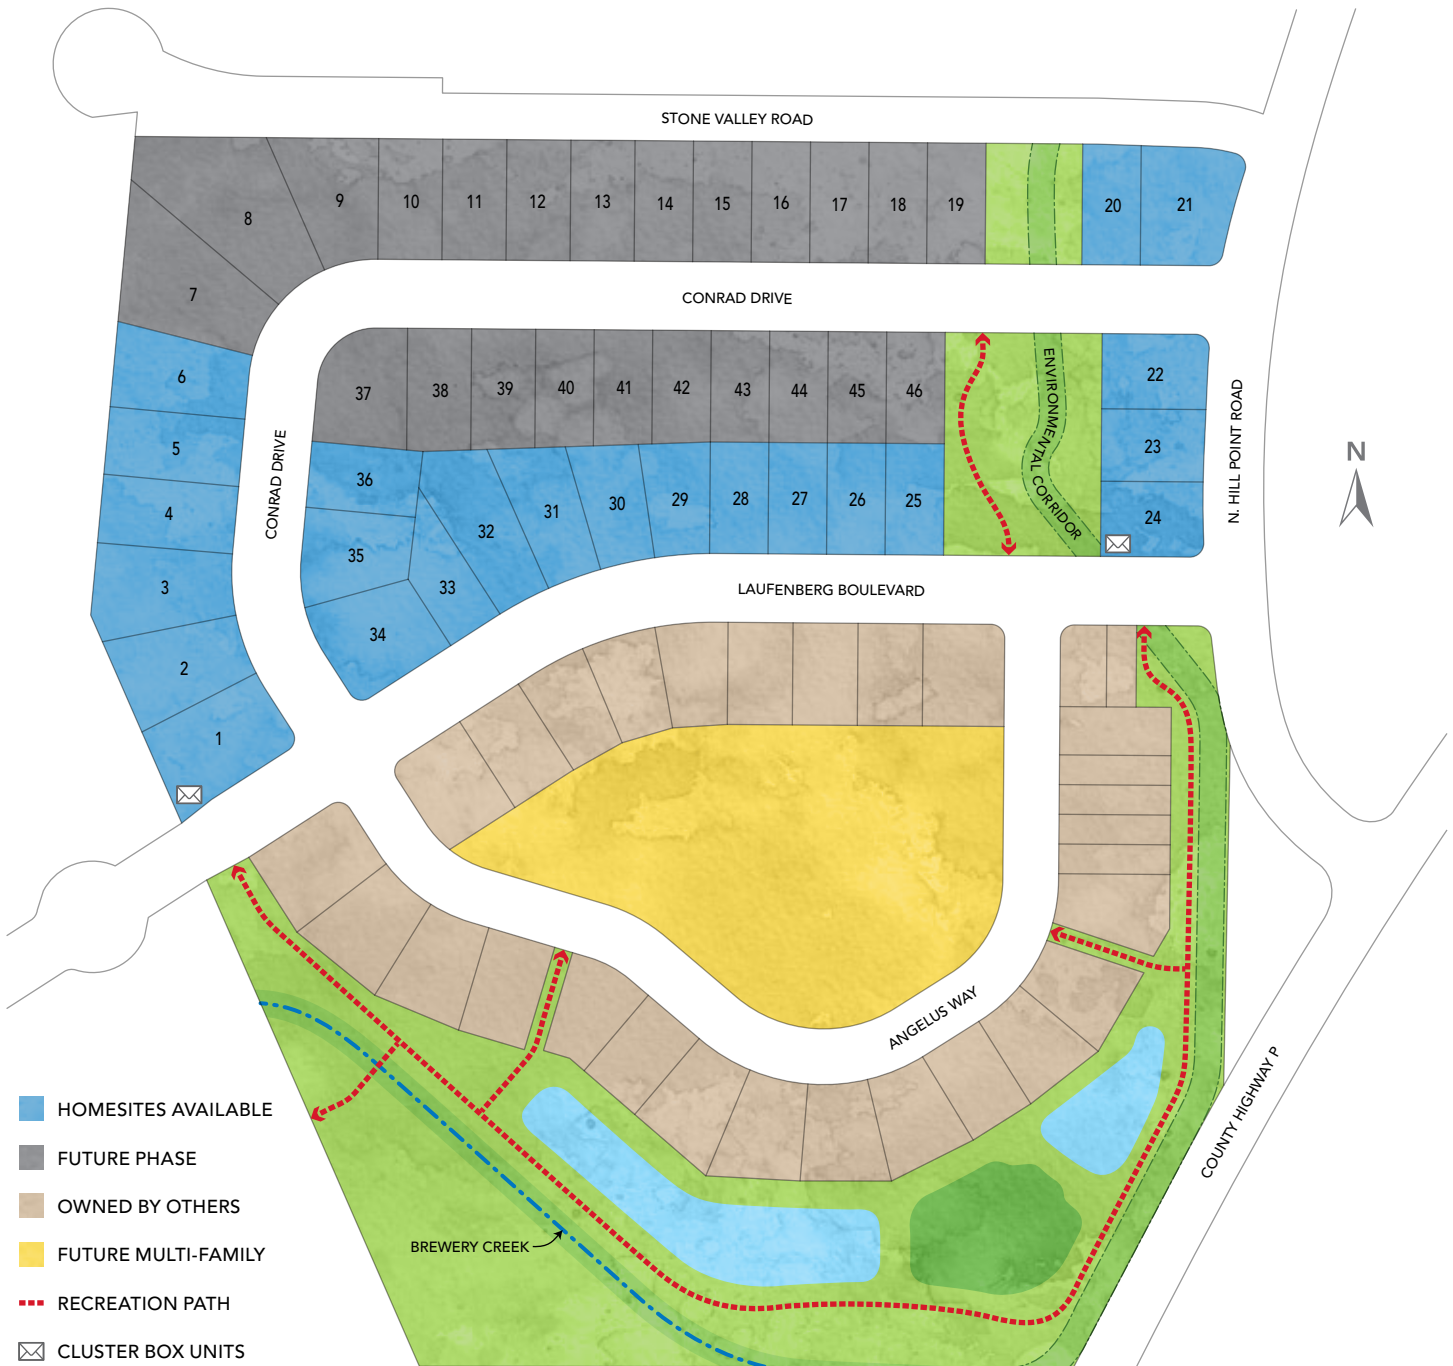 STONE VALLEY ROAD
8
9
10
11
12
13
14
15
16
17
18
19
20
21
7
CONRAD DRIVE
6
5
4
3
2
1
CONRAD DRIVE
37
38
39
40
41
42
43
44
45
46
36
35
34
33
32
31
30
29
28
27
26
25
ENVIRONMENTAL CORRIDOR
22
23
24
N. HILL POINT ROAD
N
LAUFENBERG BOULEVARD
ANGELUS WAY
COUNTY HIGHWAY P
BREWERY CREEK
HOMESITES AVAILABLE
FUTURE PHASE
OWNED BY OTHERS
FUTURE MULTI-FAMILY
RECREATION PATH
CLUSTER BOX UNITS